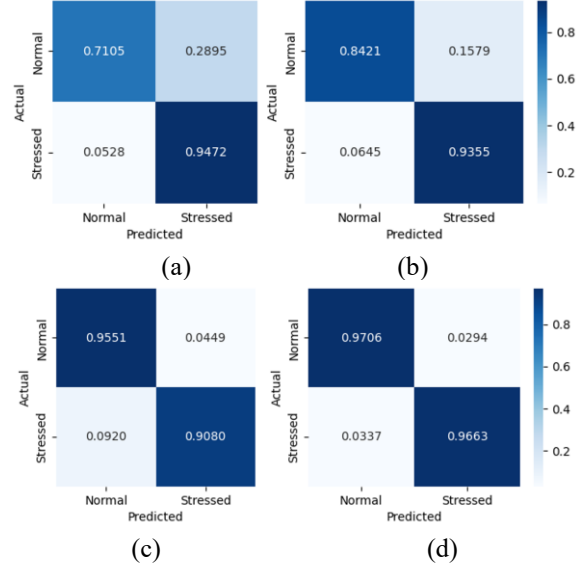 Actual
Normal
Stressed
0.7105
0.2895
0.0528
0.9472
Normal
Stressed
Predicted
(a)
Actual
Normal
Stressed
0.8421
0.1579
0.0645
0.9355
Normal
Stressed
Predicted
(b)
0.8
0.6
0.4
0.2
Actual
Normal
Stressed
0.9551
0.0449
0.0920
0.9080
Normal
Stressed
Predicted
(c)
Actual
Normal
Stressed
0.9706
0.0294
0.0337
0.9663
Normal
Stressed
Predicted
(d)
0.8
0.6
0.4
0.2